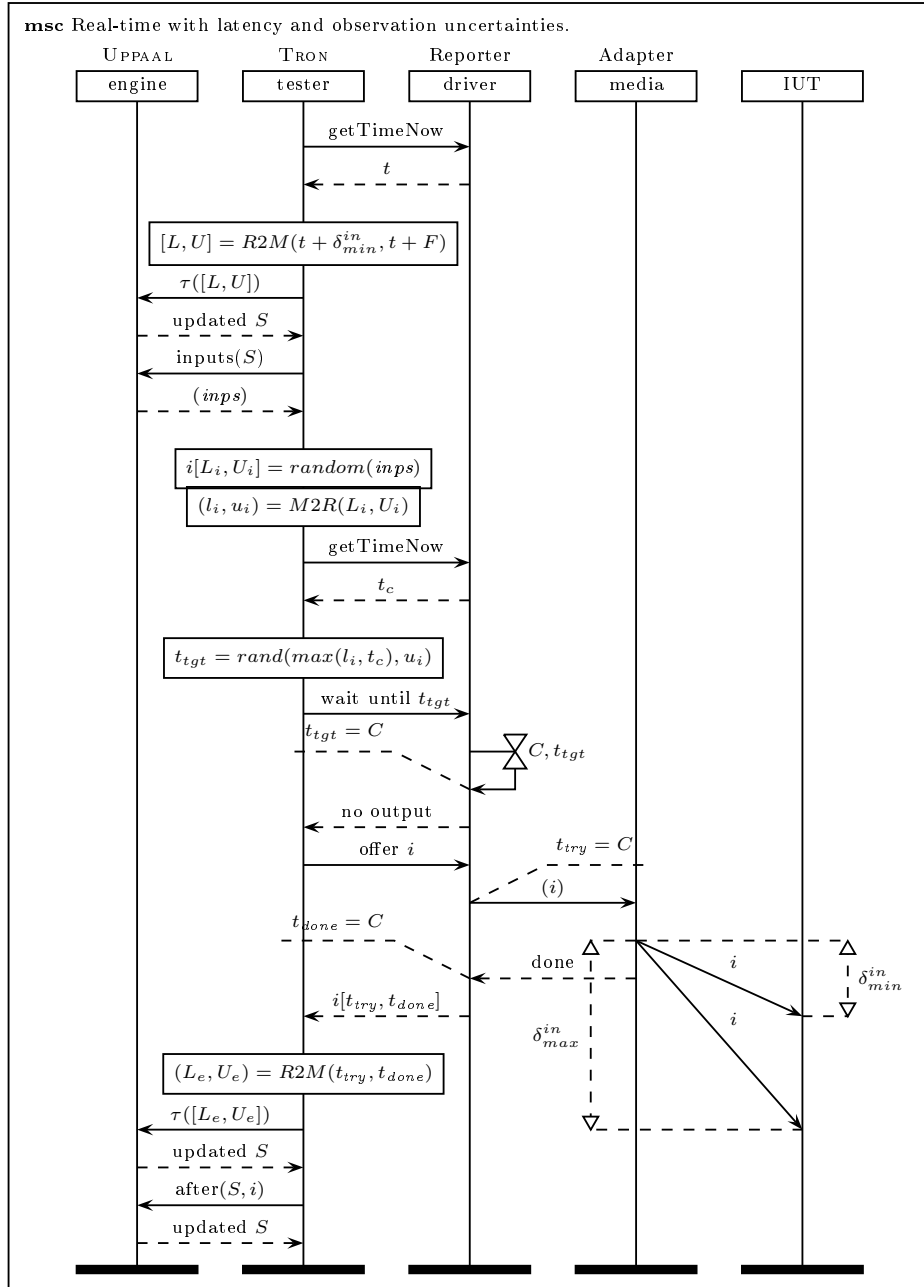 msc Real-time with latency and observation uncertainties.
UPPAAL TRON Reporter Adapter
engine tester driver media IUT
getTimeNow
t
[L, U] = R2M(t + δ^{in}_{min}, t + F)
τ([L, U])
updated S
inputs(S)
(inps)
i[L_i, U_i] = random(inps)
(l_i, u_i) = M2R(L_i, U_i)
getTimeNow
t_c
t_{tgt} = rand(max(l_i, t_c), u_i)
wait until t_{tgt}
t_{tgt} = C
C, t_{tgt}
no output
offer i
t_{try} = C
(i)
t_{done} = C
done
i
δ^{in}_{min}
i[t_{try}, t_{done}]
i
δ^{in}_{max}
(L_e, U_e) = R2M(t_{try}, t_{done})
τ([L_e, U_e])
updated S
after(S, i)
updated S